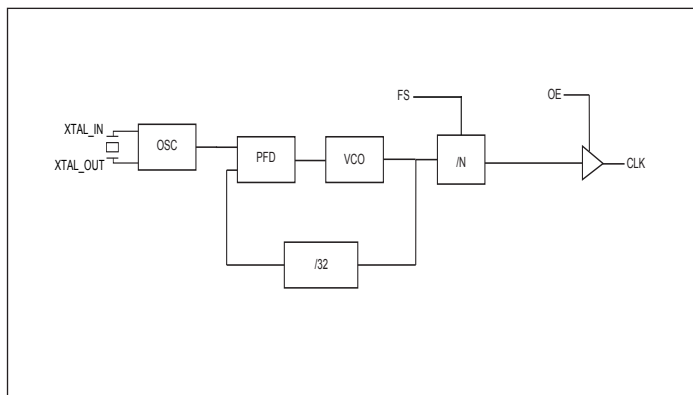 FS
OE
XTAL_IN
OSC
PFD
VCO
/N
CLK
XTAL_OUT
/32